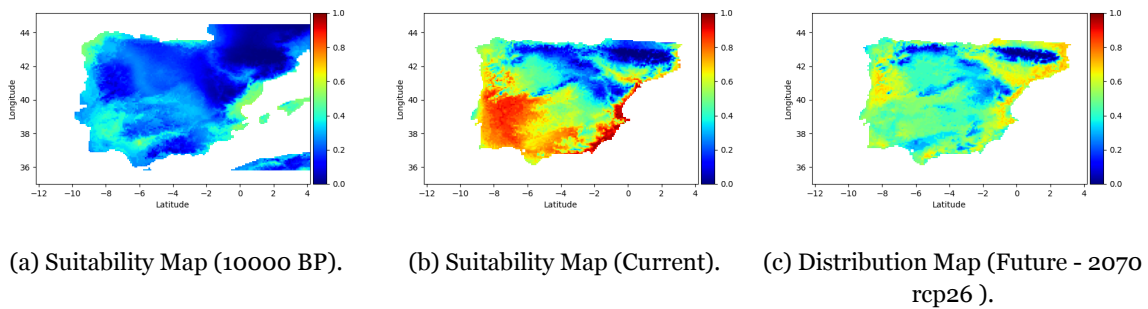 44
42
40
38
36
Longitude
−12 −10 −8 −6 −4 −2 0 2 4
Latitude
1.0
0.8
0.6
0.4
0.2
0.0
44
42
40
38
36
Longitude
−12 −10 −8 −6 −4 −2 0 2 4
Latitude
1.0
0.8
0.6
0.4
0.2
0.0
44
42
40
38
36
Longitude
−12 −10 −8 −6 −4 −2 0 2 4
Latitude
1.0
0.8
0.6
0.4
0.2
0.0
(a) Suitability Map (10000 BP).
(b) Suitability Map (Current).
(c) Distribution Map (Future - 2070
rcp26 ).